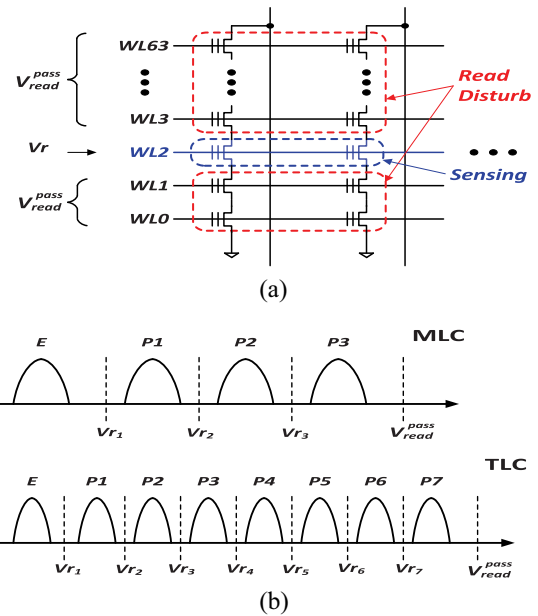 WL63
V_read^pass
Read
Disturb
WL3
Vr
WL2
Sensing
WL1
V_read^pass
WL0
(a)
MLC
E P1 P2 P3
Vr₁ Vr₂ Vr₃ V_read^pass
TLC
E P1 P2 P3 P4 P5 P6 P7
Vr₁ Vr₂ Vr₃ Vr₄ Vr₅ Vr₆ Vr₇ V_read^pass
(b)